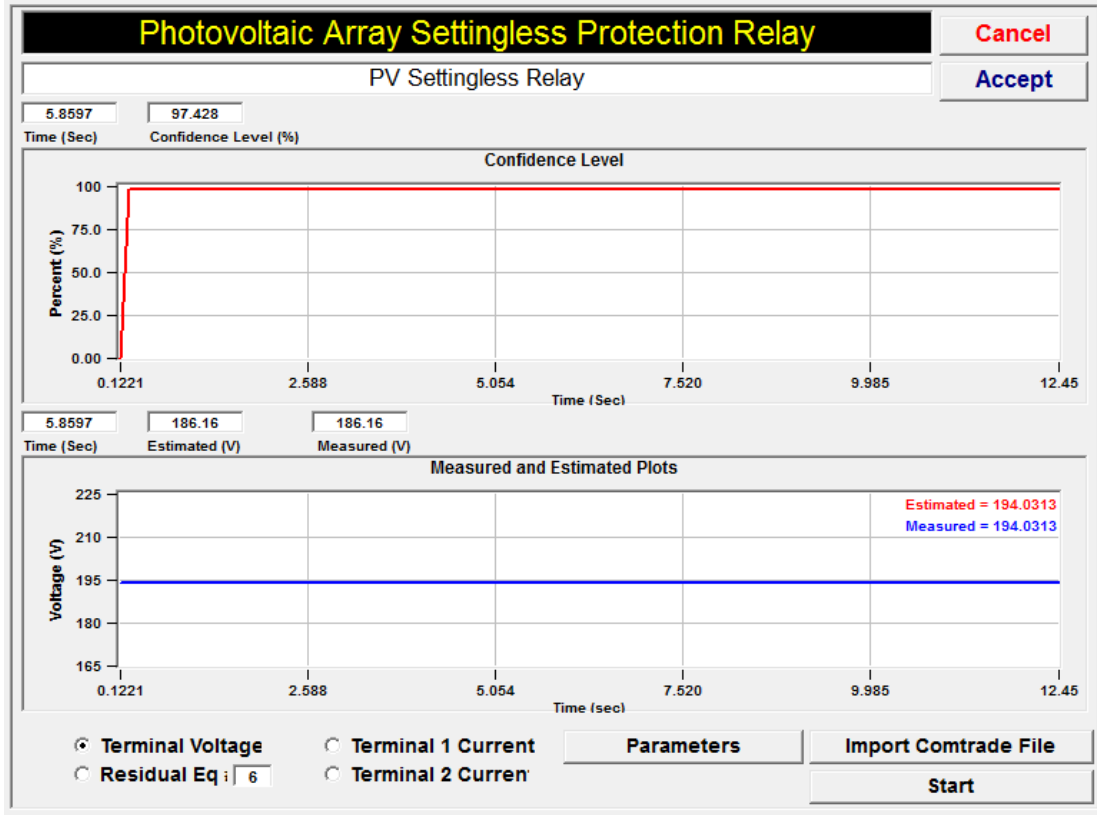 Photovoltaic Array Settingless Protection Relay
Cancel
PV Settingless Relay
Accept
5.8597
97.428
Time (Sec)
Confidence Level (%)
Confidence Level
100
75.0
50.0
25.0
0.00
Percent (%)
0.1221
2.588
5.054
7.520
9.985
12.45
Time (Sec)
5.8597
186.16
186.16
Time (Sec)
Estimated (V)
Measured (V)
Measured and Estimated Plots
225
210
195
180
165
Voltage (V)
Estimated = 194.0313
Measured = 194.0313
0.1221
2.588
5.054
7.520
9.985
12.45
Time (sec)
Terminal Voltage
Terminal 1 Current
Parameters
Import Comtrade File
Residual Eq
6
Terminal 2 Curren
Start